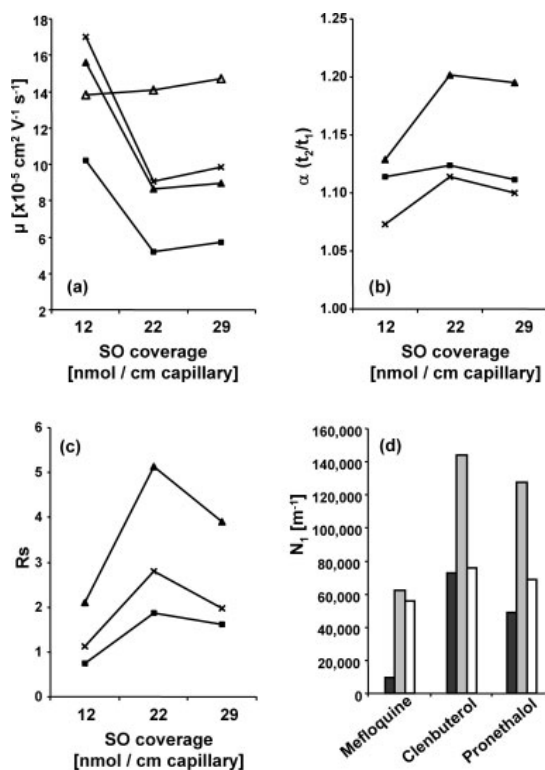 18
16
14
12
10
8
6
4
2
µ [x10⁻⁵ cm² V⁻¹ s⁻¹]
(a)
12 22 29
SO coverage
[nmol / cm capillary]
1.25
1.20
1.15
1.10
1.05
1.00
α (t₂/t₁)
(b)
12 22 29
SO coverage
[nmol / cm capillary]
6
5
4
3
2
1
0
Rs
(c)
12 22 29
SO coverage
[nmol / cm capillary]
160,000
140,000
120,000
100,000
80,000
60,000
40,000
20,000
0
N₁ [m⁻¹]
(d)
Mefloquine
Clenbuterol
Pronethalol